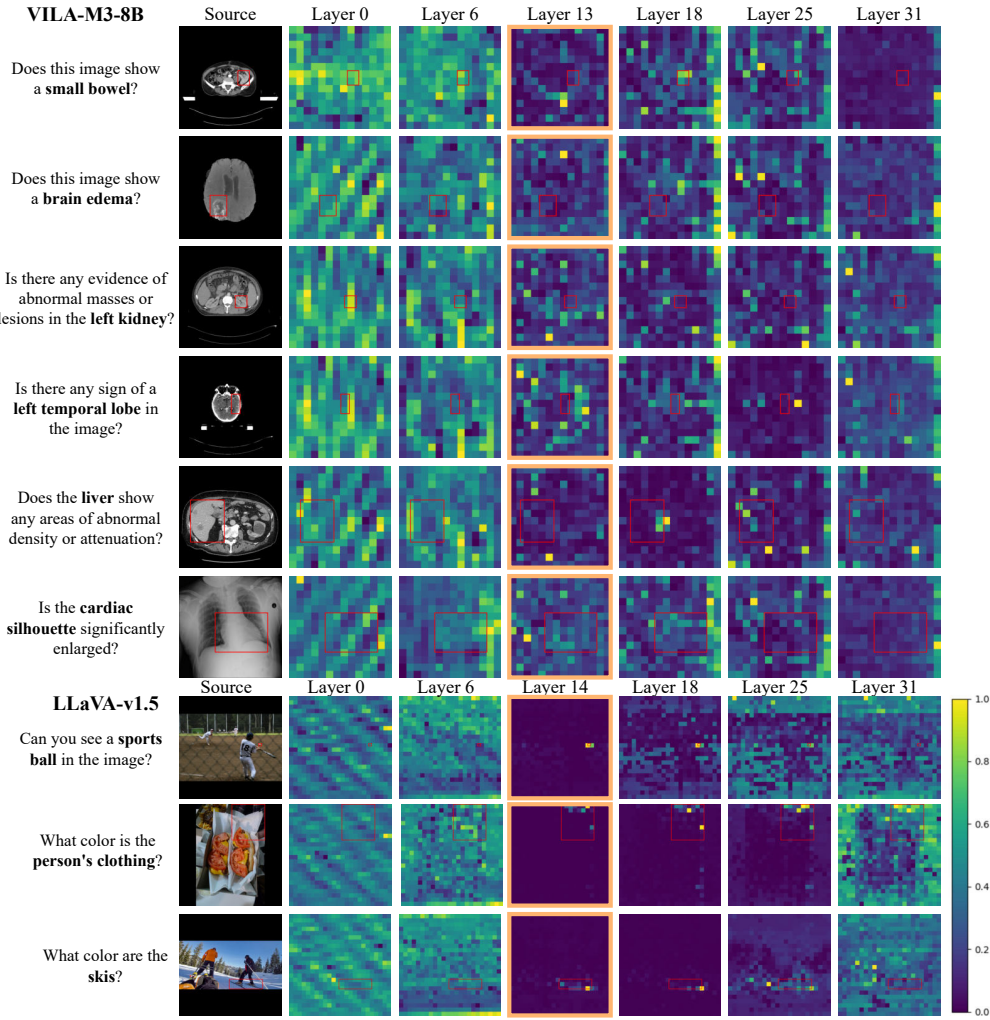 VILA-M3-8B Source Layer 0 Layer 6 Layer 13 Layer 18 Layer 25 Layer 31
Does this image show
a small bowel?
Does this image show
a brain edema?
Is there any evidence of
abnormal masses or
lesions in the left kidney?
Is there any sign of a
left temporal lobe in
the image?
Does the liver show
any areas of abnormal
density or attenuation?
Is the cardiac
silhouette significantly
enlarged?
Source Layer 0 Layer 6 Layer 14 Layer 18 Layer 25 Layer 31
LLaVA-v1.5
Can you see a sports
ball in the image?
What color is the
person's clothing?
What color are the
skis?
1.0
0.8
0.6
0.4
0.2
0.0